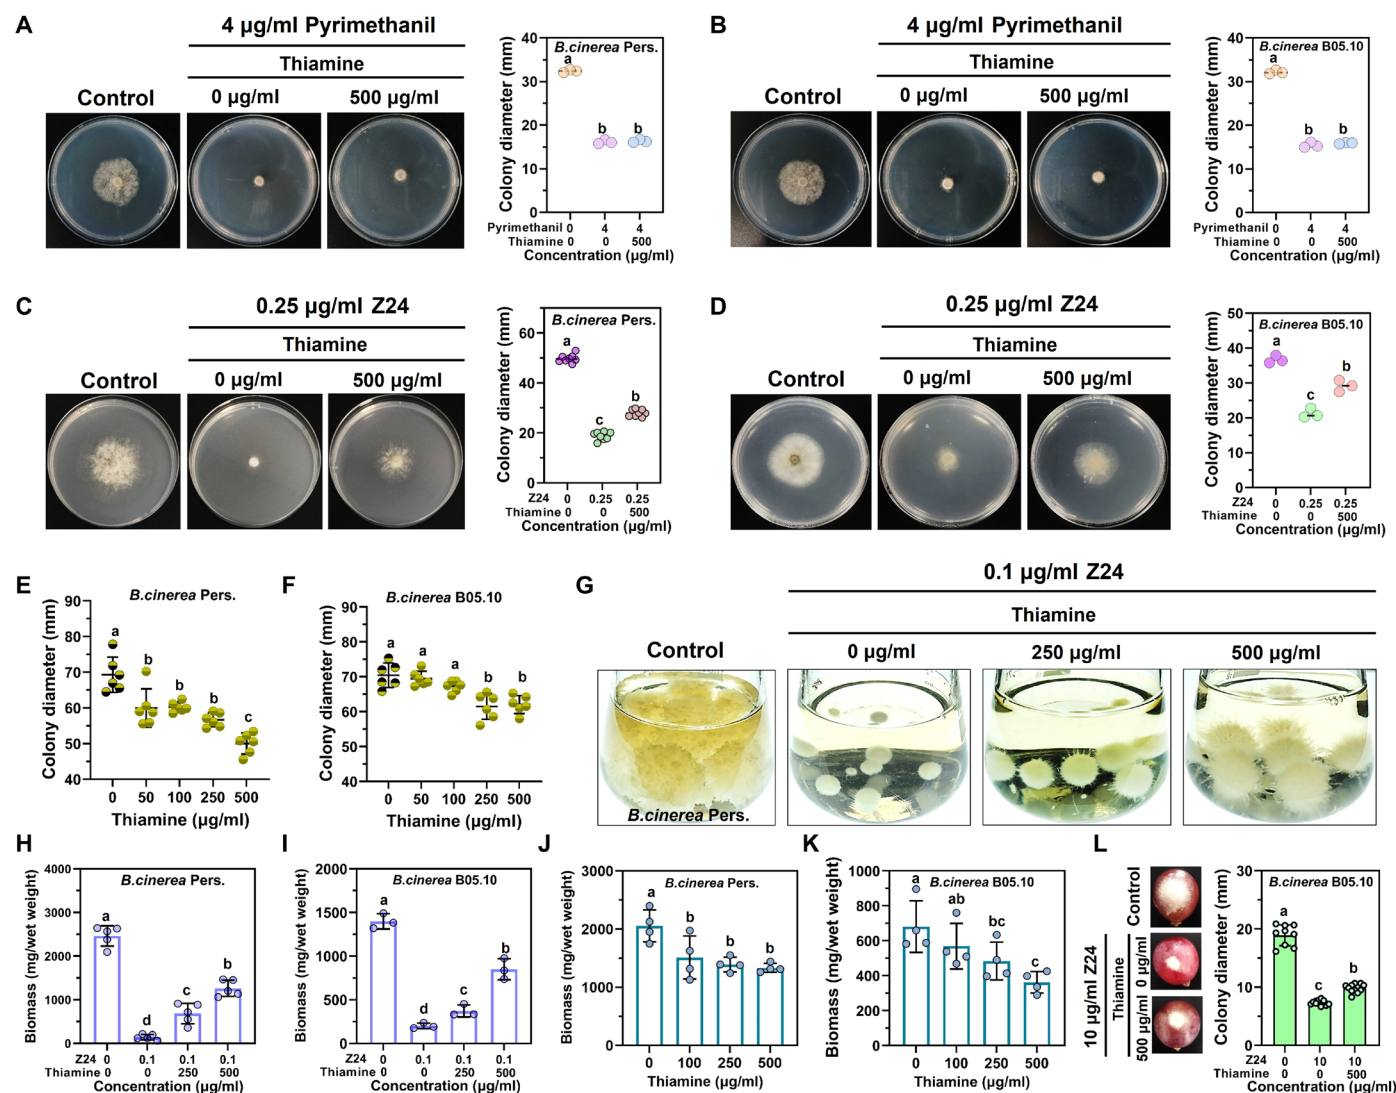 A
4 µg/ml Pyrimethanil
Thiamine
Control
0 µg/ml
500 µg/ml
Colony diameter (mm)
40
30
20
10
0
B.cinerea Pers.
a
b
b
Pyrimethanil 0 4 4
Thiamine 0 0 500
Concentration (µg/ml)
B
4 µg/ml Pyrimethanil
Thiamine
Control
0 µg/ml
500 µg/ml
Colony diameter (mm)
40
30
20
10
0
B.cinerea B05.10
a
b
b
Pyrimethanil 0 4 4
Thiamine 0 0 500
Concentration (µg/ml)
C
0.25 µg/ml Z24
Thiamine
Control
0 µg/ml
500 µg/ml
Colony diameter (mm)
60
40
20
0
B.cinerea Pers.
a
c
b
Z24 0 0.25 0.25
Thiamine 0 0 500
Concentration (µg/ml)
D
0.25 µg/ml Z24
Thiamine
Control
0 µg/ml
500 µg/ml
Colony diameter (mm)
50
40
30
20
10
0
B.cinerea B05.10
a
c
b
Z24 0 0.25 0.25
Thiamine 0 0 500
Concentration (µg/ml)
E
B.cinerea Pers.
Colony diameter (mm)
90
80
70
60
50
40
a
b
b
b
c
0 50 100 250 500
Thiamine (µg/ml)
F
B.cinerea B05.10
Colony diameter (mm)
90
80
70
60
50
40
a
a
a
b
b
0 50 100 250 500
Thiamine (µg/ml)
G
0.1 µg/ml Z24
Thiamine
Control
0 µg/ml
250 µg/ml
500 µg/ml
B.cinerea Pers.
H
Biomass (mg/wet weight)
4000
3000
2000
1000
0
B.cinerea Pers.
a
d
c
b
Z24 0 0.1 0.1 0.1
Thiamine 0 0 250 500
Concentration (µg/ml)
I
Biomass (mg/wet weight)
2000
1500
1000
500
0
B.cinerea B05.10
a
d
c
b
Z24 0 0.1 0.1 0.1
Thiamine 0 0 250 500
Concentration (µg/ml)
J
Biomass (mg/wet weight)
3000
2000
1000
0
B.cinerea Pers.
a
b
b
b
0 100 250 500
Thiamine (µg/ml)
K
Biomass (mg/wet weight)
1000
800
600
400
200
0
B.cinerea B05.10
a
ab
bc
c
0 100 250 500
Thiamine (µg/ml)
L
Control
10 µg/ml Z24
Thiamine
0 µg/ml
500 µg/ml
Colony diameter (mm)
30
20
10
0
B.cinerea B05.10
a
c
b
Z24 0 10 10
Thiamine 0 0 500
Concentration (µg/ml)